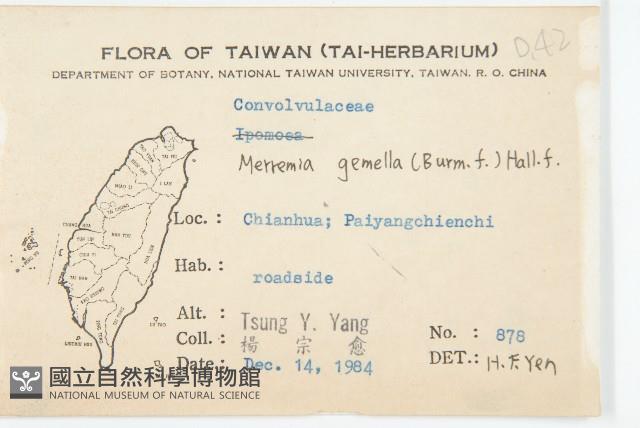 D.42
FLORA OF TAIWAN (TAI-HERBARIUM)
DEPARTMENT OF BOTANY, NATIONAL TAIWAN UNIVERSITY, TAIWAN. R. O. CHINA
Convolvulaceae
Ipomoea
Merremia gemella (Burm. f.) Hall. f.
Loc. : Chianhua; Paiyangchienchi
Hab. : roadside
Alt. :
Coll. : Tsung Y. Yang
楊宗愈
No. : 878
Date : Dec. 14, 1984
DET. : H. F. Yen
國立自然科學博物館
NATIONAL MUSEUM OF NATURAL SCIENCE